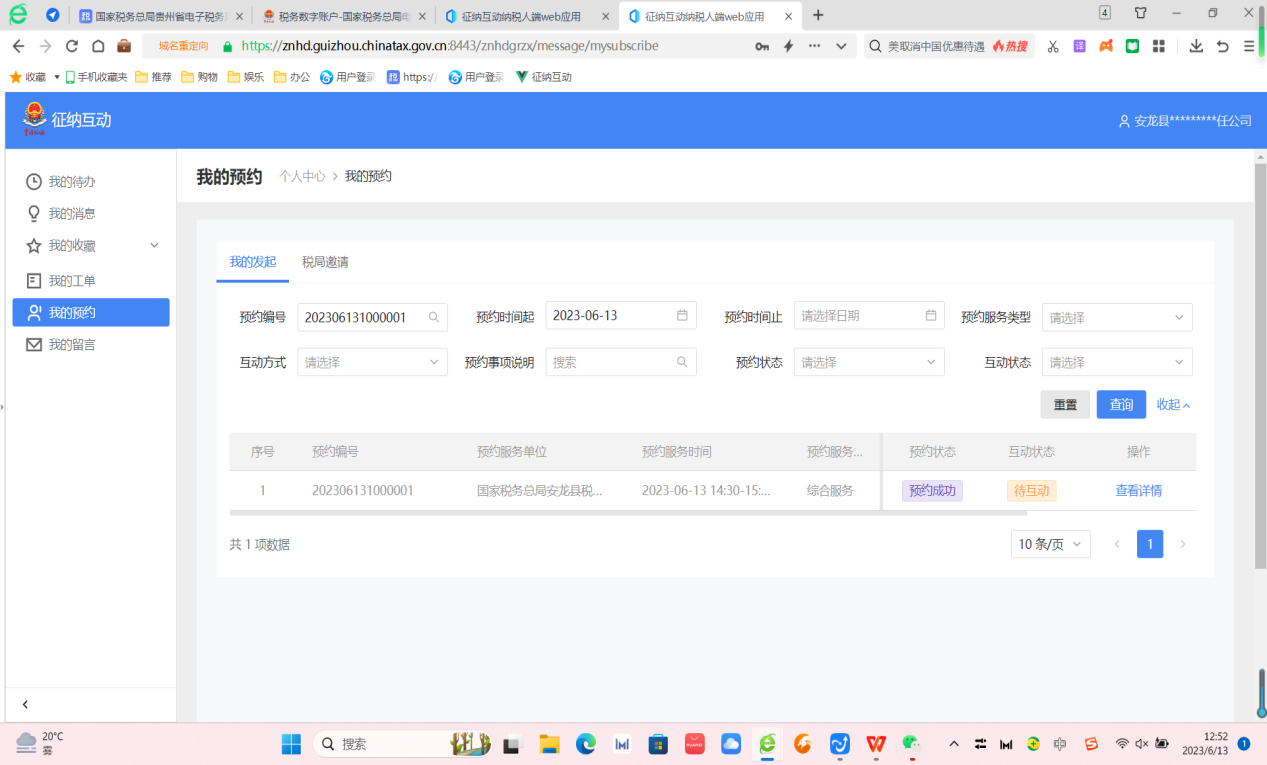 国家税务总局贵州省电子税务
税务数字账户-国家税务总局电
征纳互动纳税人端web应用
征纳互动纳税人端web应用
4
域名重定向 https://znhd.guizhou.chinatax.gov.cn:8443/znhdgrzx/message/mysubscribe
美取消中国优惠待遇 热搜
译
收藏 手机收藏夹 推荐 购物 娱乐 办公 用户登录 https:/ 用户登录 征纳互动
征纳互动
安龙县*********任公司
我的待办
我的消息
我的收藏
我的工单
我的预约
我的留言
我的预约 个人中心 > 我的预约
我的发起 税局邀请
预约编号 202306131000001 预约时间起 2023-06-13 预约时间止 请选择日期 预约服务类型 请选择
互动方式 请选择 预约事项说明 搜索 预约状态 请选择 互动状态 请选择
重置 查询 收起
序号 预约编号 预约服务单位 预约服务时间 预约服务... 预约状态 互动状态 操作
1 202306131000001 国家税务总局安龙县税... 2023-06-13 14:30-15:... 综合服务 预约成功 待互动 查看详情
共 1 项数据
10 条/页
1
20°C
雾
搜索
中
12:52
2023/6/13
1